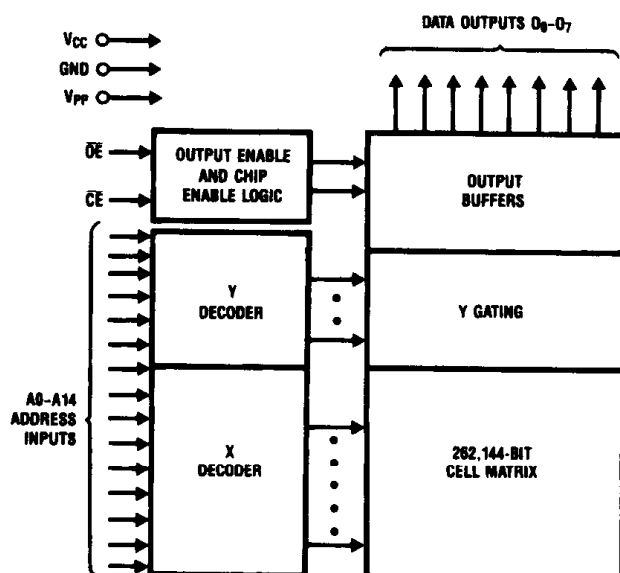 DATA OUTPUTS O0-O7
VCC
GND
VPP
OE
CE
OUTPUT ENABLE
AND CHIP
ENABLE LOGIC
OUTPUT
BUFFERS
Y
DECODER
Y GATING
A0-A14
ADDRESS
INPUTS
X
DECODER
262,144-BIT
CELL MATRIX